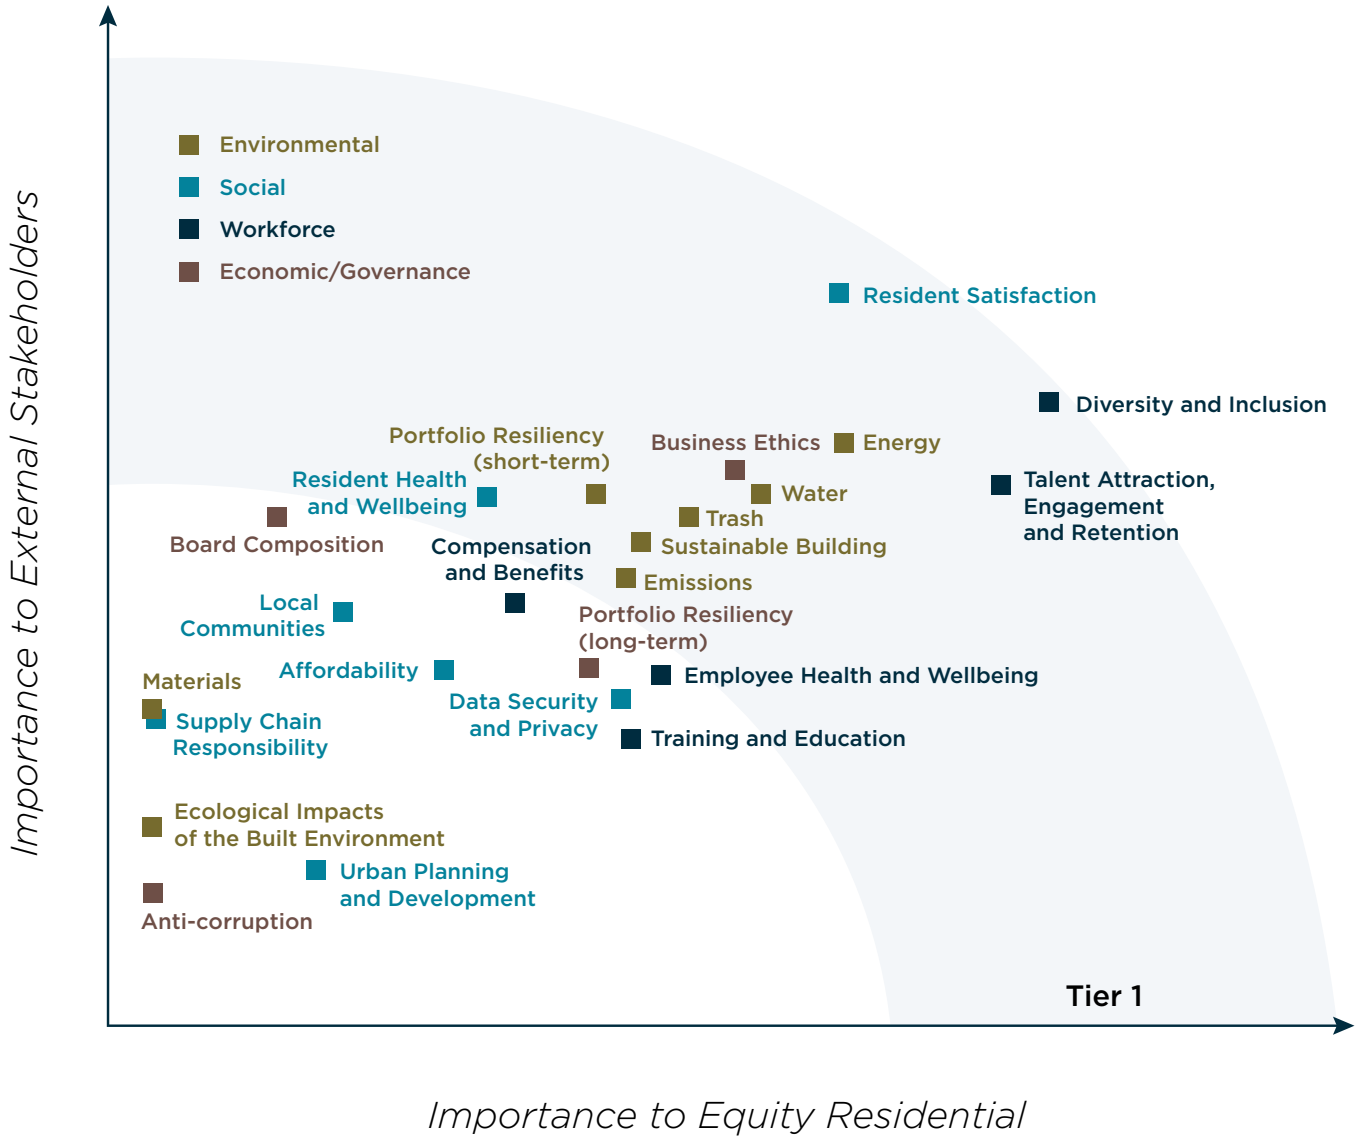 Importance to External Stakeholders
Environmental
Social
Workforce
Economic/Governance
Resident Satisfaction
Diversity and Inclusion
Portfolio Resiliency
(short-term)
Business Ethics
Energy
Resident Health
and Wellbeing
Water
Talent Attraction,
Engagement
and Retention
Trash
Board Composition
Compensation
and Benefits
Sustainable Building
Emissions
Local
Communities
Portfolio Resiliency
(long-term)
Affordability
Employee Health and Wellbeing
Materials
Supply Chain
Responsibility
Data Security
and Privacy
Training and Education
Ecological Impacts
of the Built Environment
Urban Planning
and Development
Anti-corruption
Tier 1
Importance to Equity Residential